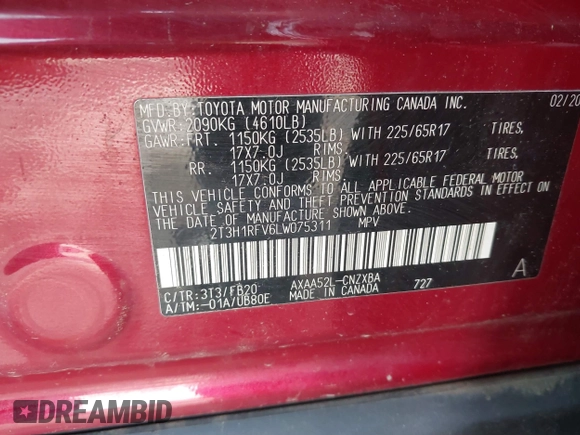 MFD.BY:TOYOTA MOTOR MANUFACTURING CANADA INC. 02/20
GVWR:2090KG (4610LB)
GAWR:FRT. 1150KG (2535LB) WITH 225/65R17 TIRES,
17X7.0J RIMS,
RR. 1150KG (2535LB) WITH 225/65R17 TIRES,
17X7.0J RIMS,
THIS VEHICLE CONFORMS TO ALL APPLICABLE FEDERAL MOTOR
VEHICLE SAFETY AND THEFT PREVENTION STANDARDS IN EFFECT ON
THE DATE OF MANUFACTURE SHOWN ABOVE.
2T3H1RFV6LW075311 MPV
C/TR:3T3/FB20 AXAA52L-CNZXBA 727 A
A/TM:-01A/UB80E MADE IN CANADA
DREAMBID